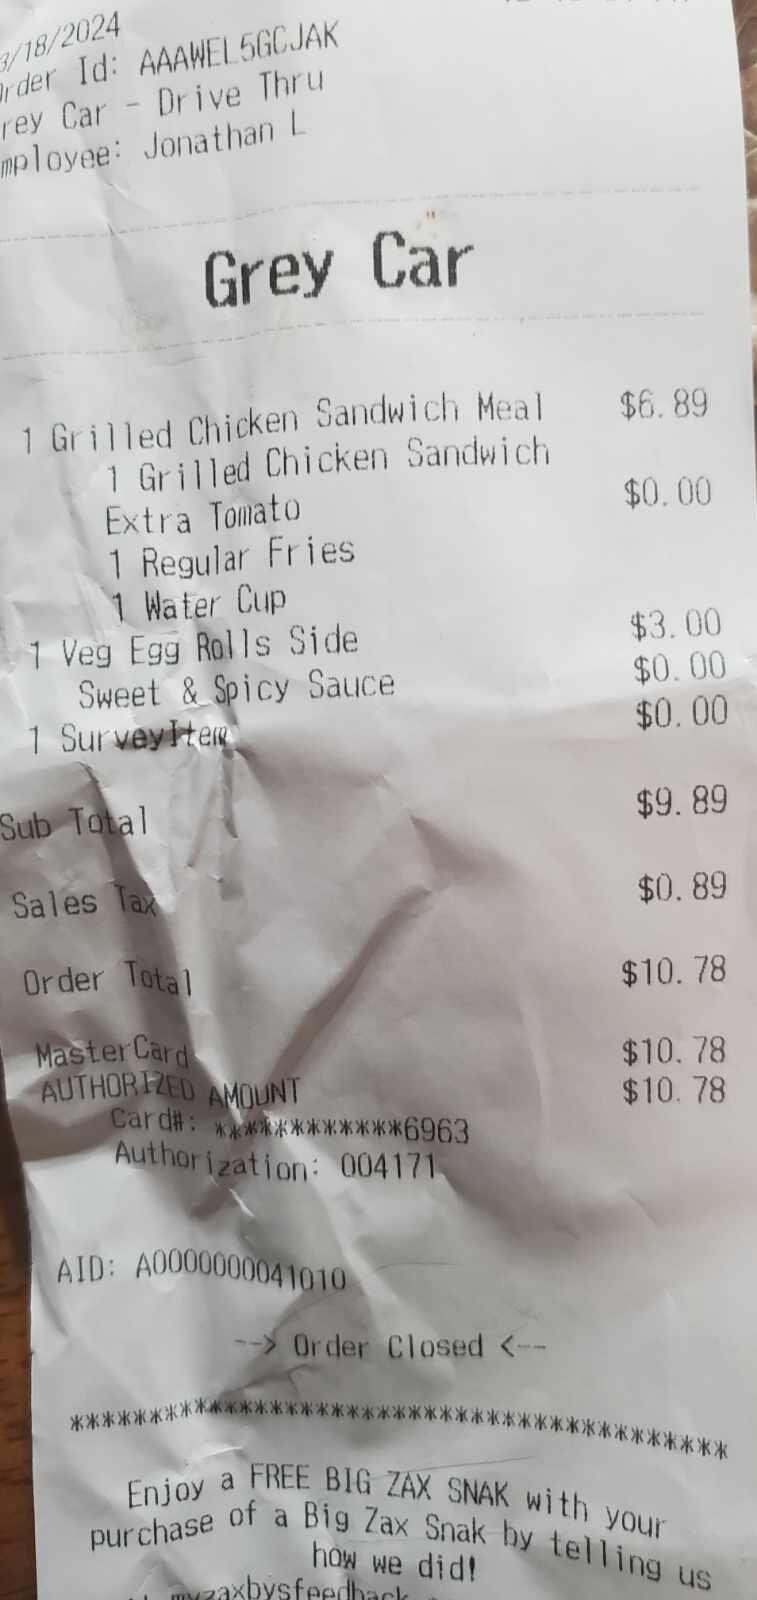 3/18/2024
Order Id: AAAWEL5GCJAK
Grey Car - Drive Thru
Employee: Jonathan L
Grey Car
1 Grilled Chicken Sandwich Meal $6.89
1 Grilled Chicken Sandwich
Extra Tomato $0.00
1 Regular Fries
1 Water Cup
1 Veg Egg Rolls Side $3.00
Sweet & Spicy Sauce $0.00
1 SurveyItem $0.00
Sub Total $9.89
Sales Tax $0.89
Order Total $10.78
MasterCard $10.78
AUTHORIZED AMOUNT $10.78
Card#: ************6963
Authorization: 004171
AID: A0000000041010
--> Order Closed <--
*******************************************
Enjoy a FREE BIG ZAX SNAK with your
purchase of a Big Zax Snak by telling us
how we did!
myzaxbysfeedback